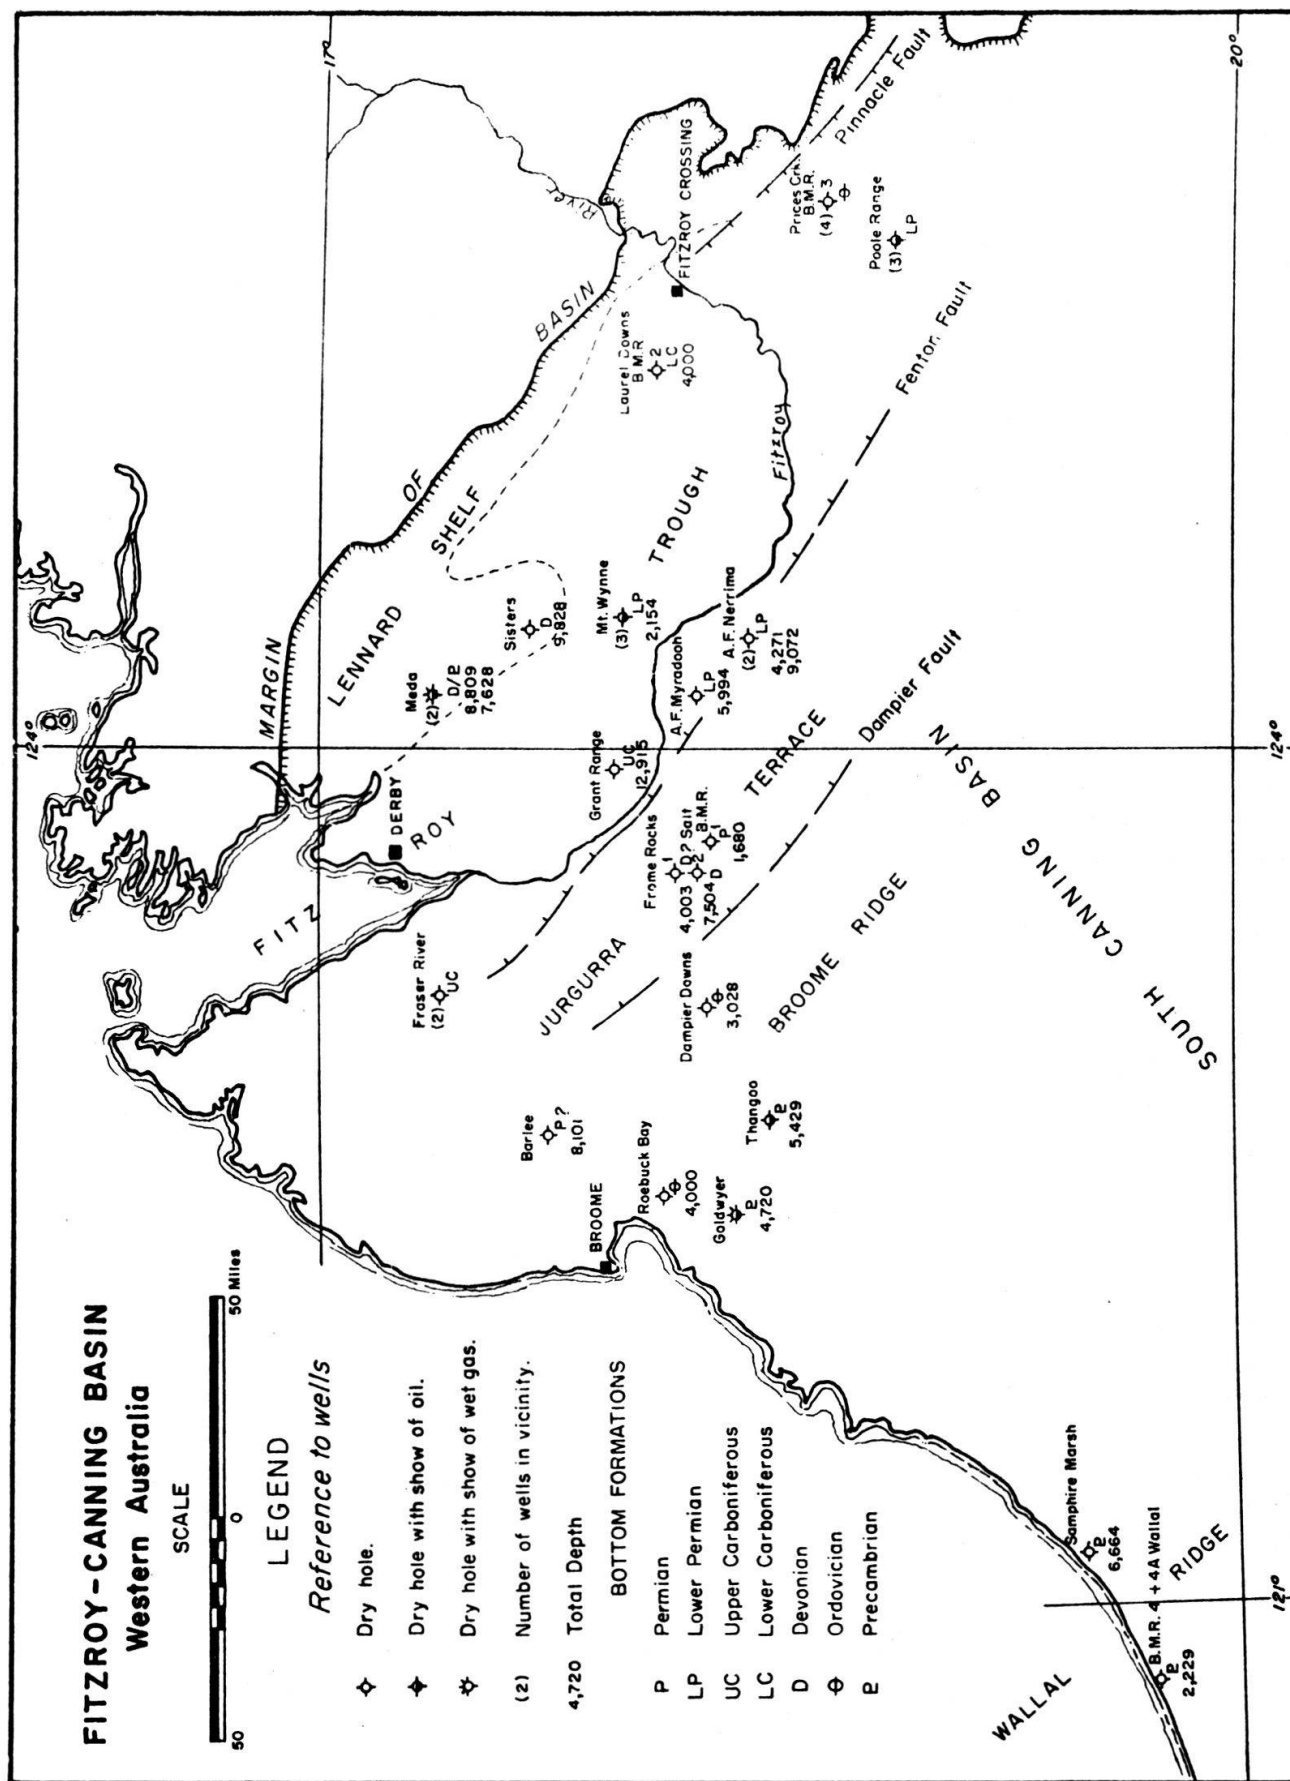 FITZROY-CANNING BASIN
Western Australia
SCALE
50
0
50 Miles
LEGEND
Reference to wells
Dry hole.
Dry hole with show of oil.
Dry hole with show of wet gas.
(2) Number of wells in vicinity.
4,720 Total Depth
BOTTOM FORMATIONS
P Permian
LP Lower Permian
UC Upper Carboniferous
LC Lower Carboniferous
D Devonian
Ꝋ Ordovician
Ᵽ Precambrian
124°
124°
17°
20°
121°
MARGIN
OF
BASIN
LENNARD
SHELF
FITZ
ROY
TROUGH
JURGURRA
TERRACE
BROOME RIDGE
SOUTH
CANNING
BASIN
WALLAL
RIDGE
River
Fitzroy
Pinnacle Fault
Fenton Fault
Dampier Fault
DERBY
BROOME
FITZROY CROSSING
Meda
(2)
D/Ᵽ
8,809
7,628
Sisters
D
9,828
Mt. Wynne
(3)
LP
2,154
Laurel Downs
B M.R
2
LC
4,000
Prices Crk.
B.M.R.
(4)
3
Ꝋ
Poole Range
(3)
LP
A.F. Nerrima
(2)
LP
4,271
9,072
A.F. Myradooh
LP
5,994
Grant Range
UC
12,915
Frome Rocks
1
4,003 D? Salt
2
7,504 D
B.M.R.
1
P
1,680
Fraser River
(2)
UC
Dampier Downs
Ꝋ
3,028
Barlee
P?
8,101
Roebuck Bay
Ꝋ
4,000
Goldwyer
Ᵽ
4,720
Thangoo
Ᵽ
5,429
Samphire Marsh
Ᵽ
6,664
B.M.R. 4 + 4A Wallal
Ᵽ
2,229